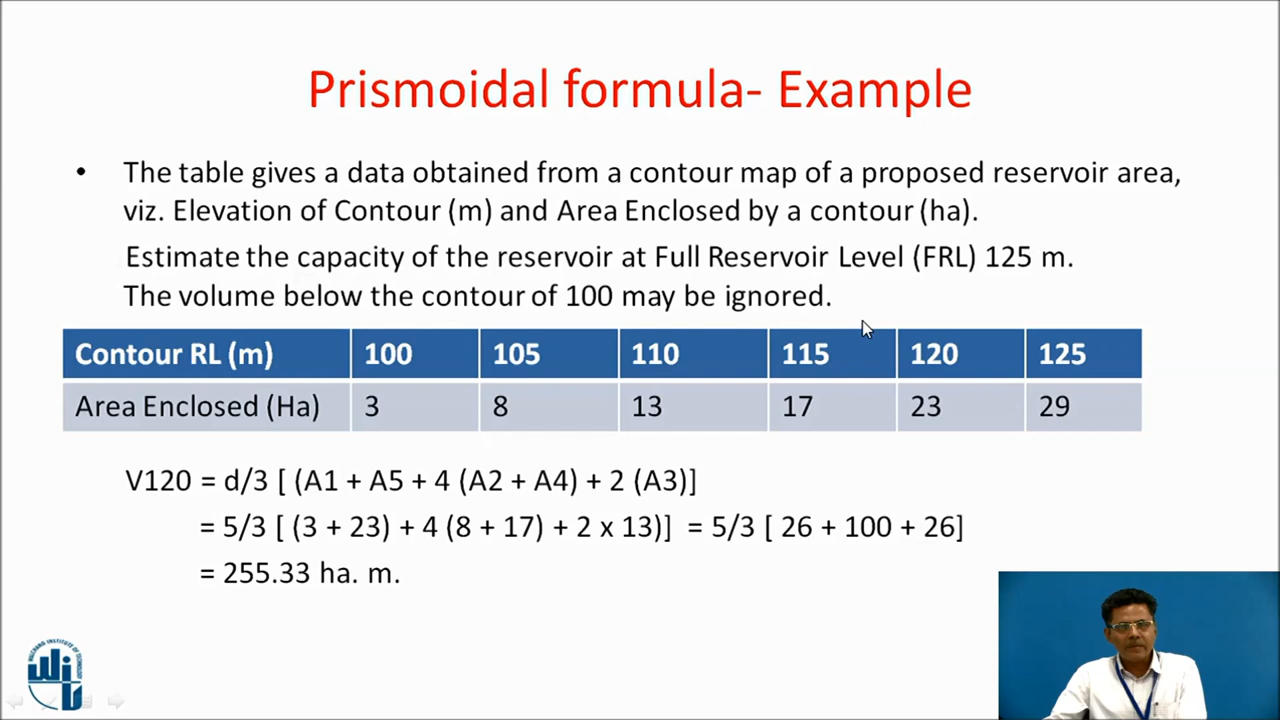 Prismoidal formula- Example
• The table gives a data obtained from a contour map of a proposed reservoir area,
viz. Elevation of Contour (m) and Area Enclosed by a contour (ha).
Estimate the capacity of the reservoir at Full Reservoir Level (FRL) 125 m.
The volume below the contour of 100 may be ignored.
Contour RL (m) 100 105 110 115 120 125
Area Enclosed (Ha) 3 8 13 17 23 29
V120 = d/3 [ (A1 + A5 + 4 (A2 + A4) + 2 (A3)]
= 5/3 [ (3 + 23) + 4 (8 + 17) + 2 x 13)] = 5/3 [ 26 + 100 + 26]
= 255.33 ha. m.
WIT